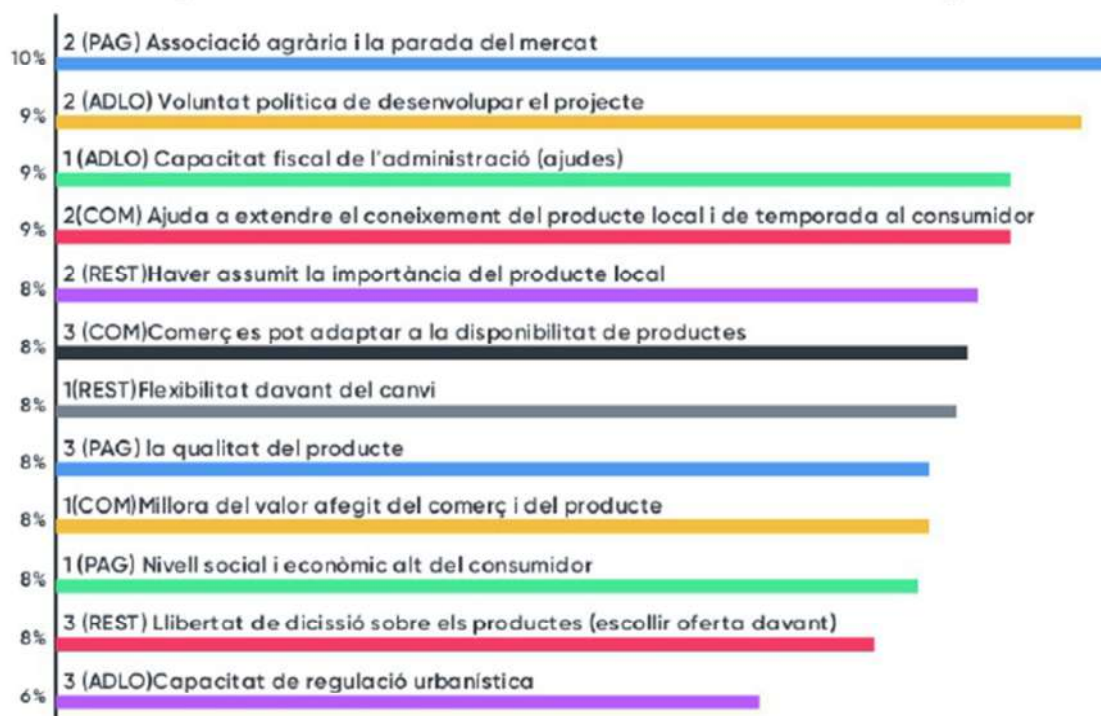 2 (PAG) Associació agrària i la parada del mercat
10%
2 (ADLO) Voluntat política de desenvolupar el projecte
9%
1 (ADLO) Capacitat fiscal de l'administració (ajudes)
9%
2(COM) Ajuda a extendre el coneixement del producte local i de temporada al consumidor
9%
2 (REST)Haver assumit la importància del producte local
8%
3 (COM)Comerç es pot adaptar a la disponibilitat de productes
8%
1(REST)Flexibilitat davant del canvi
8%
3 (PAG) la qualitat del producte
8%
1(COM)Millora del valor afegit del comerç i del producte
8%
1 (PAG) Nivell social i econòmic alt del consumidor
8%
3 (REST) Llibertat de dicissió sobre els productes (escollir oferta davant)
8%
3 (ADLO)Capacitat de regulació urbanística
6%